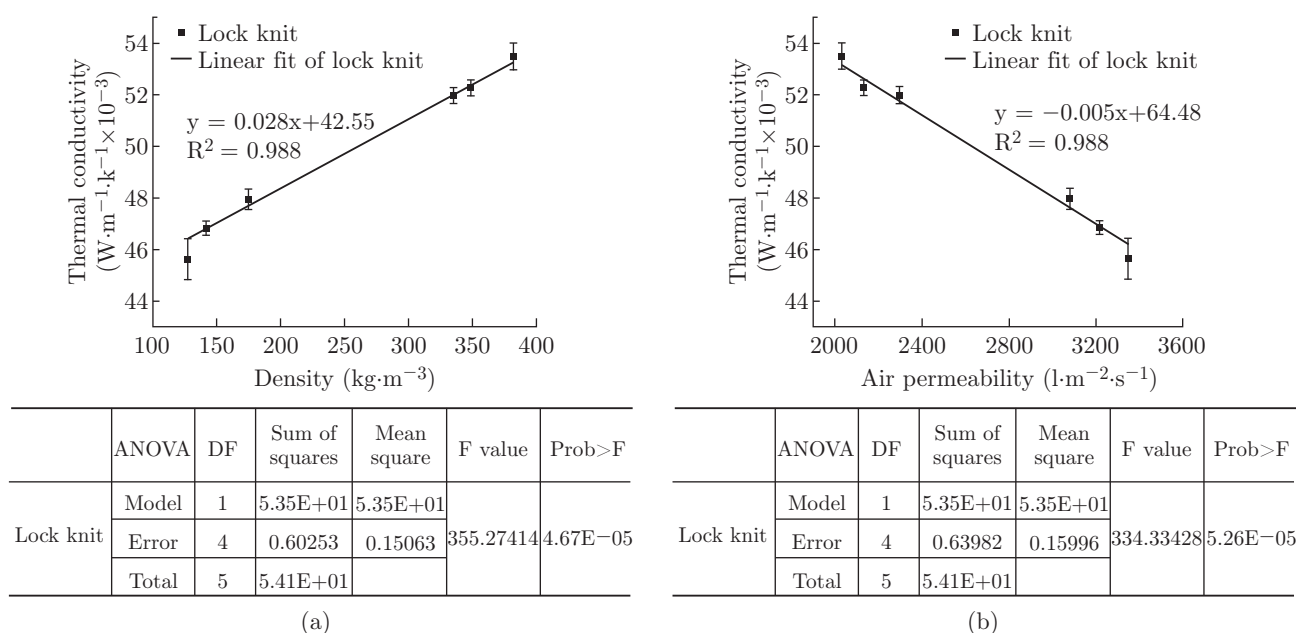 Lock knit
Linear fit of lock knit
y = 0.028x+42.55
R² = 0.988
Thermal conductivity
(W·m⁻¹·k⁻¹×10⁻³)
54
52
50
48
46
44
100 150 200 250 300 350 400
Density (kg·m⁻³)
ANOVA DF Sum of squares Mean square F value Prob>F
Lock knit
Model 1 5.35E+01 5.35E+01
Error 4 0.60253 0.15063 355.27414 4.67E−05
Total 5 5.41E+01
(a)
Lock knit
Linear fit of lock knit
y = −0.005x+64.48
R² = 0.988
Thermal conductivity
(W·m⁻¹·k⁻¹×10⁻³)
54
52
50
48
46
44
2000 2400 2800 3200 3600
Air permeability (l·m⁻²·s⁻¹)
ANOVA DF Sum of squares Mean square F value Prob>F
Lock knit
Model 1 5.35E+01 5.35E+01
Error 4 0.63982 0.15996 334.33428 5.26E−05
Total 5 5.41E+01
(b)